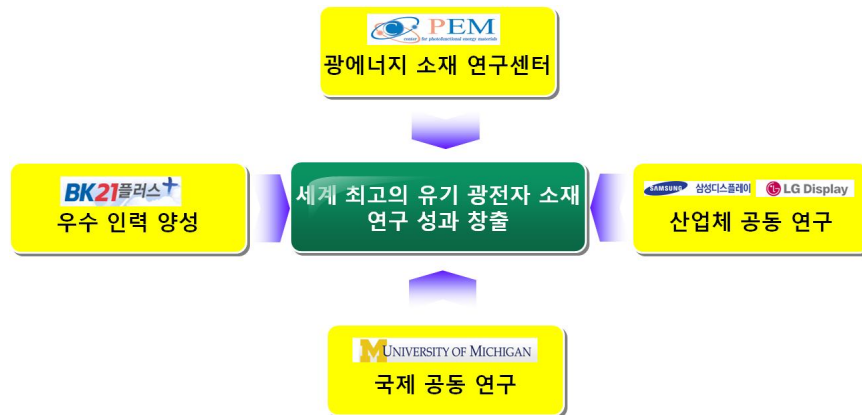 PEM
center for photofunctional energy materials
광에너지 소재 연구센터
BK21플러스+
우수 인력 양성
세계 최고의 유기 광전자 소재
연구 성과 창출
SAMSUNG 삼성디스플레이 LG Display
산업체 공동 연구
M UNIVERSITY OF MICHIGAN
국제 공동 연구